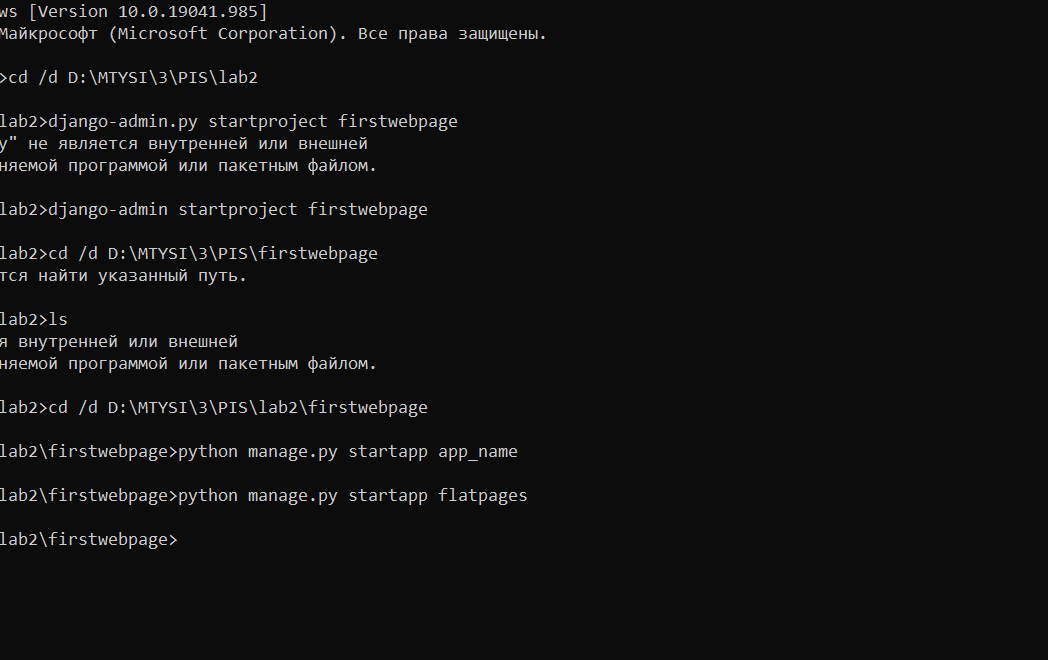 ws [Version 10.0.19041.985]
Майкрософт (Microsoft Corporation). Все права защищены.
>cd /d D:\MTYSI\3\PIS\lab2
lab2>django-admin.py startproject firstwebpage
y" не является внутренней или внешней
няемой программой или пакетным файлом.
lab2>django-admin startproject firstwebpage
lab2>cd /d D:\MTYSI\3\PIS\firstwebpage
тся найти указанный путь.
lab2>ls
я внутренней или внешней
няемой программой или пакетным файлом.
lab2>cd /d D:\MTYSI\3\PIS\lab2\firstwebpage
lab2\firstwebpage>python manage.py startapp app_name
lab2\firstwebpage>python manage.py startapp flatpages
lab2\firstwebpage>